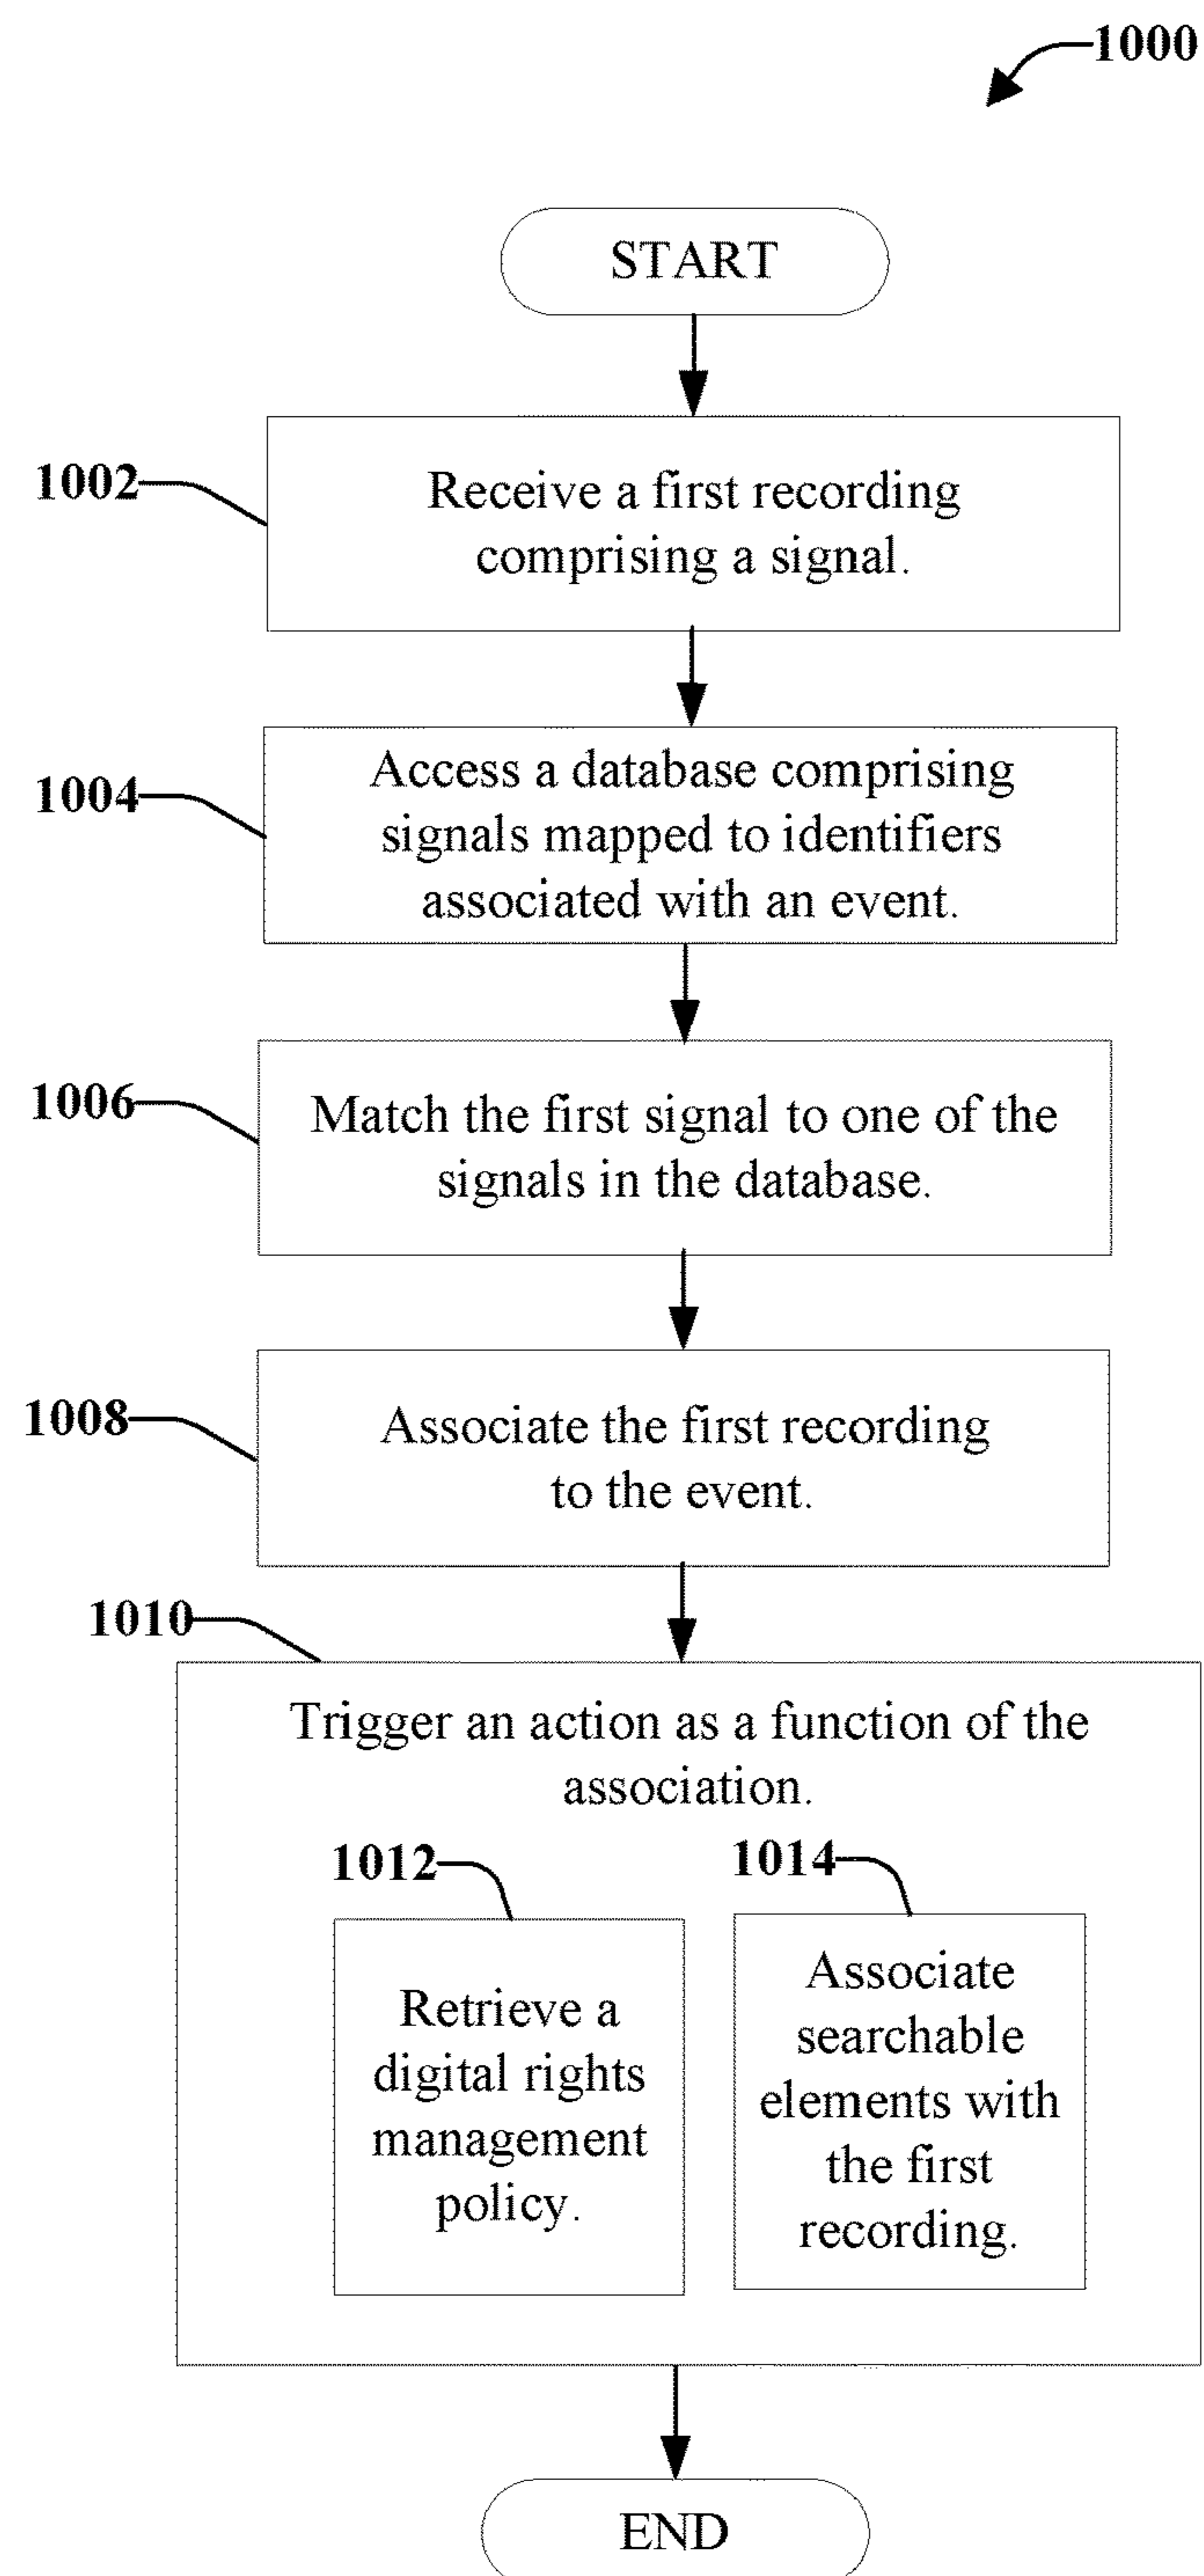 1000
START
1002
Receive a first recording
comprising a signal.
1004
Access a database comprising
signals mapped to identifiers
associated with an event.
1006
Match the first signal to one of the
signals in the database.
1008
Associate the first recording
to the event.
1010
Trigger an action as a function of the
association.
1012
Retrieve a
digital rights
management
policy.
1014
Associate
searchable
elements with
the first
recording.
END